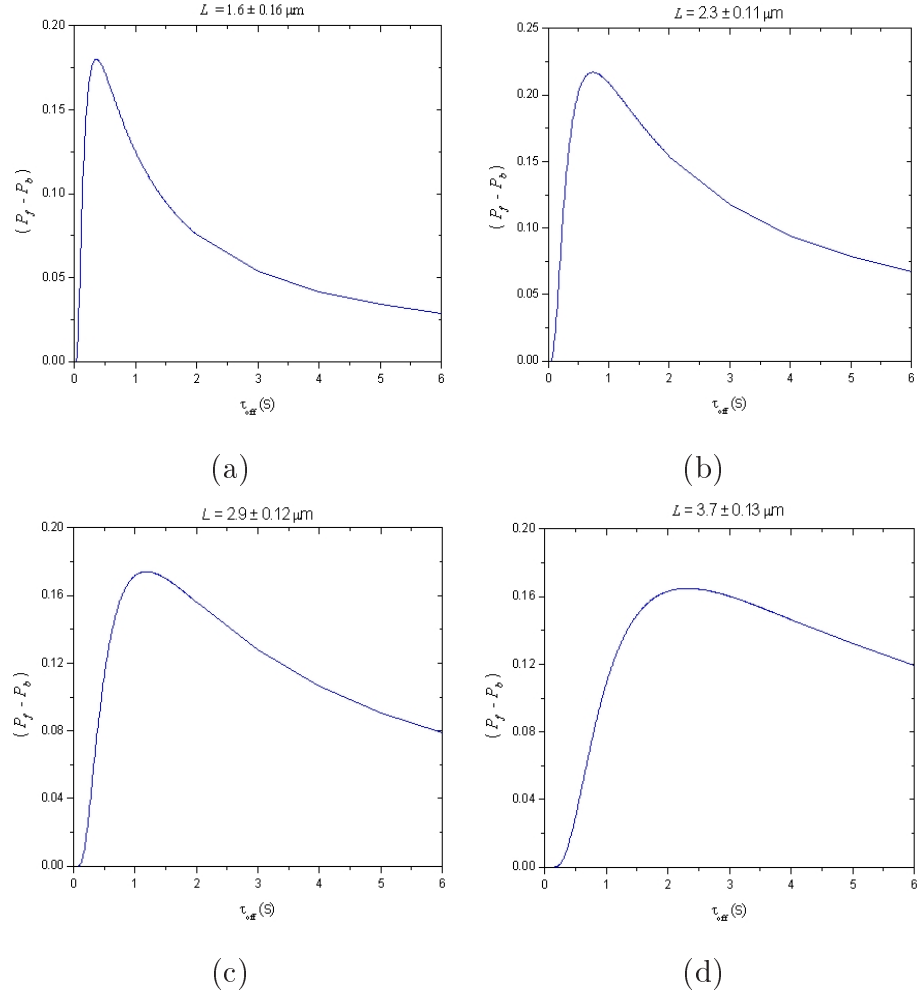 L = 1.6 ± 0.16 µm
0.20
0.15
0.10
0.05
0.00
( P_f - P_b )
0 1 2 3 4 5 6
τ_off (S)
(a)
L = 2.3 ± 0.11 µm
0.25
0.20
0.15
0.10
0.05
0.00
( P_f - P_b )
0 1 2 3 4 5 6
τ_off (S)
(b)
L = 2.9 ± 0.12 µm
0.20
0.16
0.12
0.08
0.04
0.00
( P_f - P_b )
0 1 2 3 4 5 6
τ_off (S)
(c)
L = 3.7 ± 0.13 µm
0.20
0.16
0.12
0.08
0.04
0.00
( P_f - P_b )
0 1 2 3 4 5 6
τ_off (S)
(d)